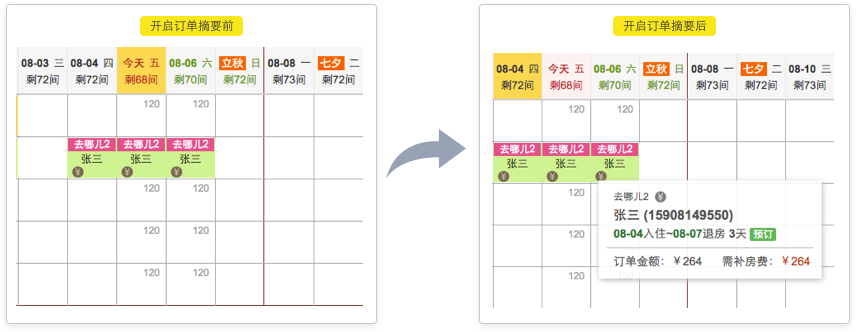 开启订单摘要前
08-03 三 08-04 四 今天 五 08-06 六 立秋 日 08-08 一 七夕 二
剩72间 剩72间 剩68间 剩70间 剩72间 剩73间 剩72间
120 120
去哪儿2 去哪儿2 去哪儿2
张三 张三 张三
¥ ¥ ¥
120 120
120 120
120 120
开启订单摘要后
08-04 四 今天 五 08-06 六 立秋 日 08-08 一 七夕 二 08-10 三
剩72间 剩68间 剩70间 剩72间 剩73间 剩72间 剩73间
120 120
去哪儿2 去哪儿2 去哪儿2
张三 张三 张三
¥ ¥ ¥
120
120
120 120
去哪儿2 ¥
张三 (15908149550)
08-04入住~08-07退房 3天 预订
订单金额：￥264 需补房费：￥264